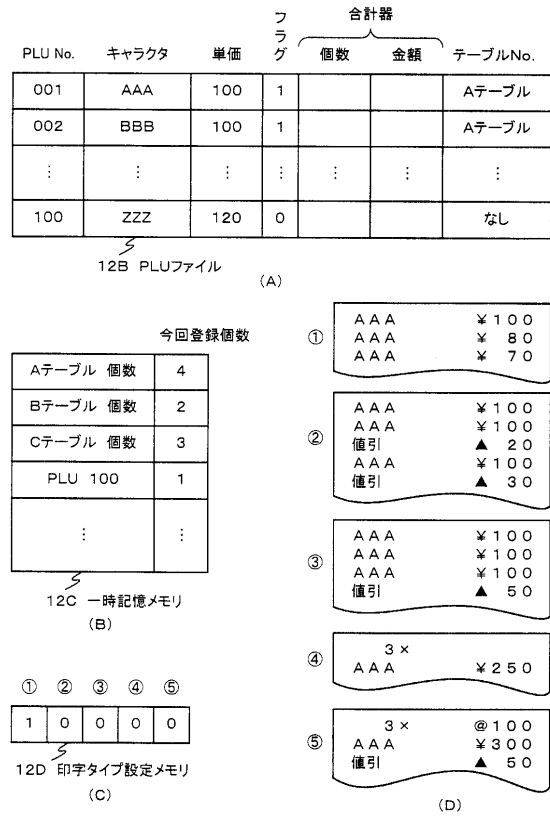 合計器
PLU No. キャラクタ 単価 フラグ 個数 金額 テーブルNo.
001 AAA 100 1 Aテーブル
002 BBB 100 1 Aテーブル
⋮ ⋮ ⋮ ⋮ ⋮ ⋮ ⋮
100 ZZZ 120 0 なし
12B PLUファイル
(A)
今回登録個数
Aテーブル 個数 4
Bテーブル 個数 2
Cテーブル 個数 3
PLU 100 1
⋮ ⋮
12C 一時記憶メモリ
(B)
① ② ③ ④ ⑤
1 0 0 0 0
12D 印字タイプ設定メモリ
(C)
①
AAA ¥100
AAA ¥ 80
AAA ¥ 70
②
AAA ¥100
AAA ¥100
値引 ▲ 20
AAA ¥100
値引 ▲ 30
③
AAA ¥100
AAA ¥100
AAA ¥100
値引 ▲ 50
④
3×
AAA ¥250
⑤
3× @100
AAA ¥300
値引 ▲ 50
(D)